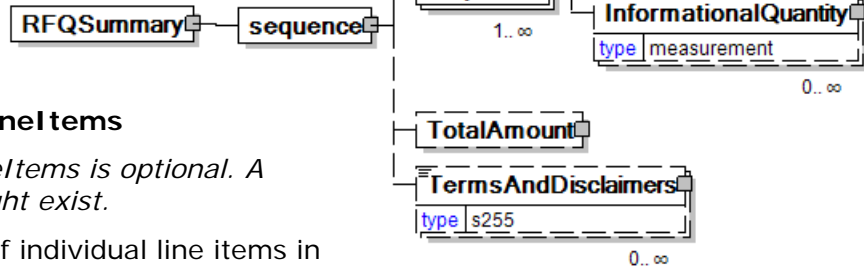 RFQSummary
sequence
1.. ∞
InformationalQuantity
type measurement
0.. ∞
TotalAmount
TermsAndDisclaimers
type s255
0.. ∞
neItems
eItems is optional. A
ght exist.
f individual line items in